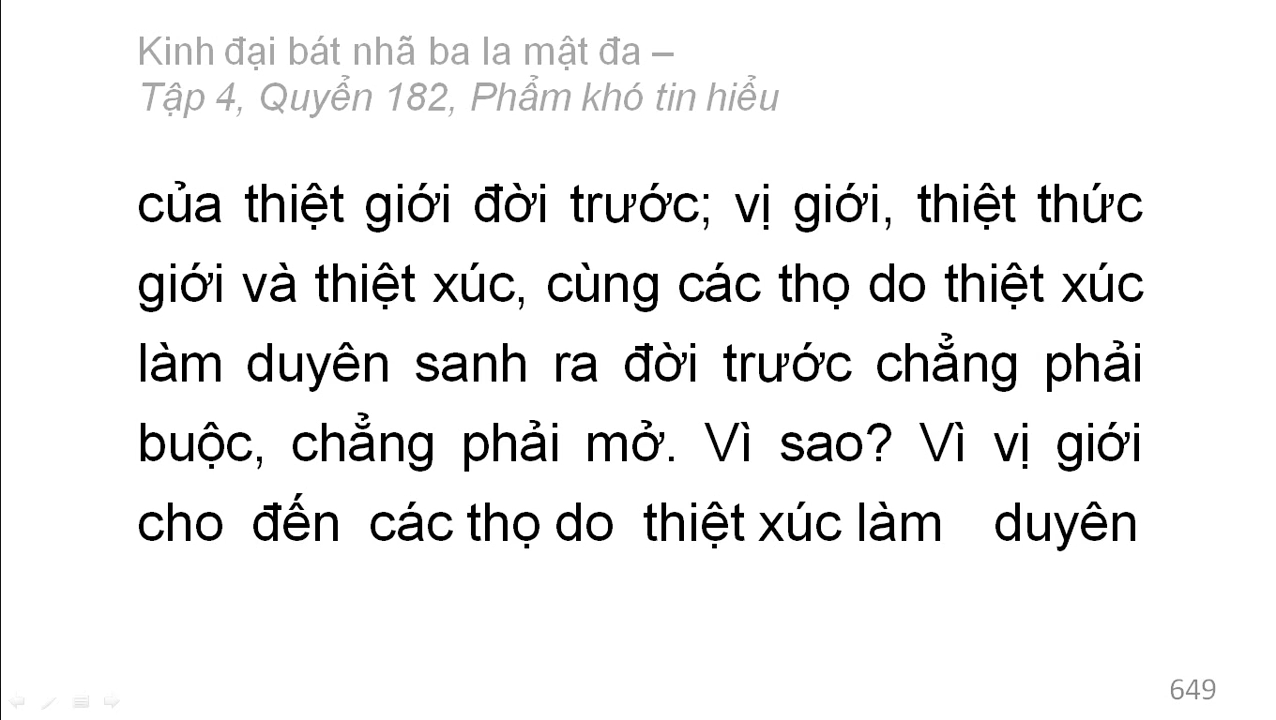 Kinh đại bát nhã ba la mật đa –
Tập 4, Quyển 182, Phẩm khó tin hiểu
của thiệt giới đời trước; vị giới, thiệt thức
giới và thiệt xúc, cùng các thọ do thiệt xúc
làm duyên sanh ra đời trước chẳng phải
buộc, chẳng phải mở. Vì sao? Vì vị giới
cho đến các thọ do thiệt xúc làm duyên
649